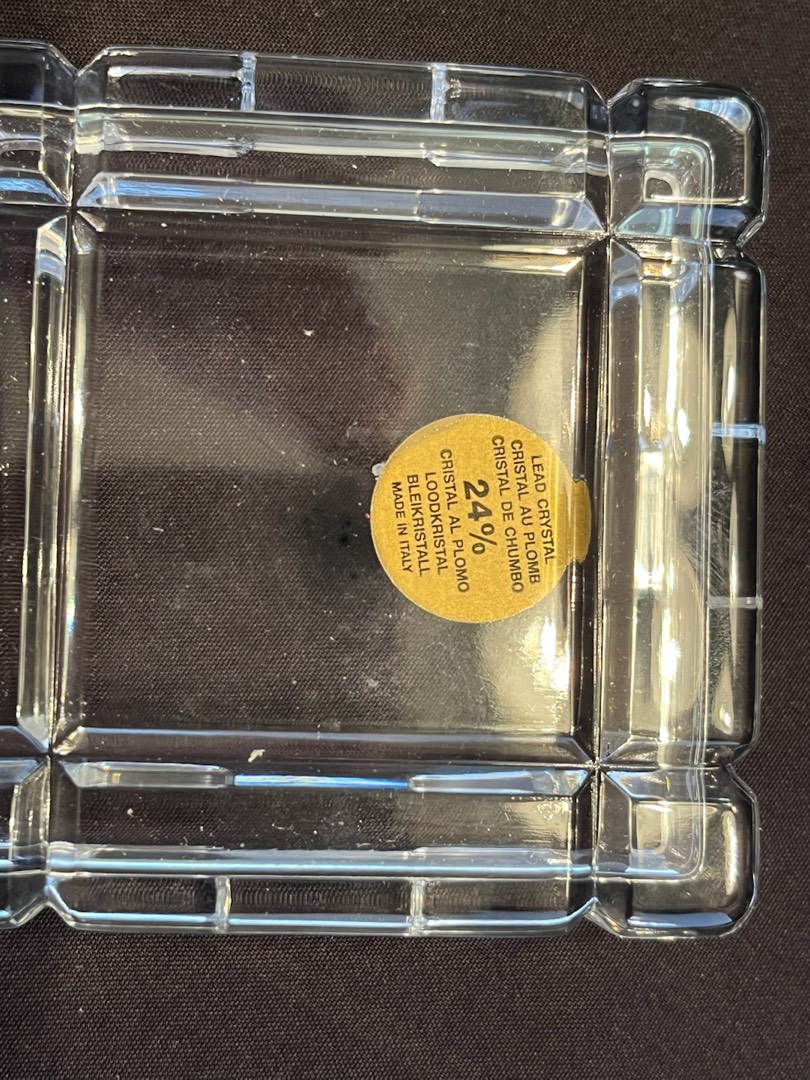 LEAD CRYSTAL
CRISTAL AU PLOMB
CRISTAL DE CHUMBO
24%
CRISTAL AL PLOMO
LOODKRISTAL
BLEIKRISTALL
MADE IN ITALY